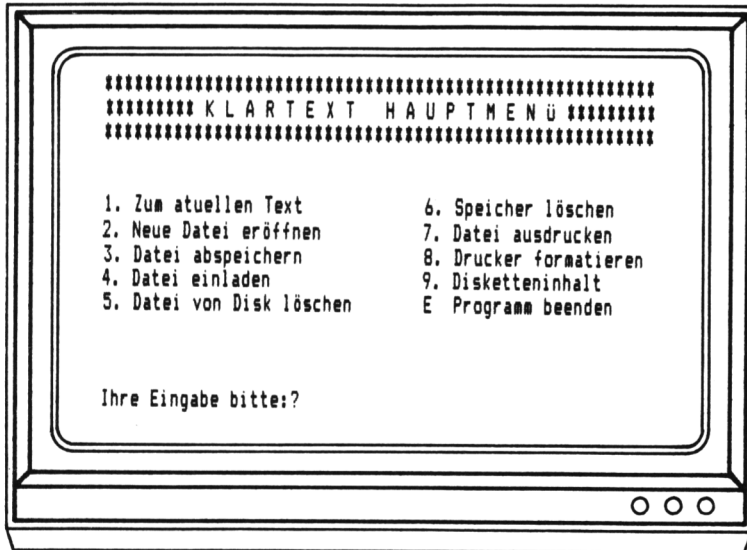 ******************************************************
********* K L A R T E X T   H A U P T M E N ü *********
******************************************************
1. Zum atuellen Text
2. Neue Datei eröffnen
3. Datei abspeichern
4. Datei einladen
5. Datei von Disk löschen
6. Speicher löschen
7. Datei ausdrucken
8. Drucker formatieren
9. Disketteninhalt
E Programm beenden
Ihre Eingabe bitte:?